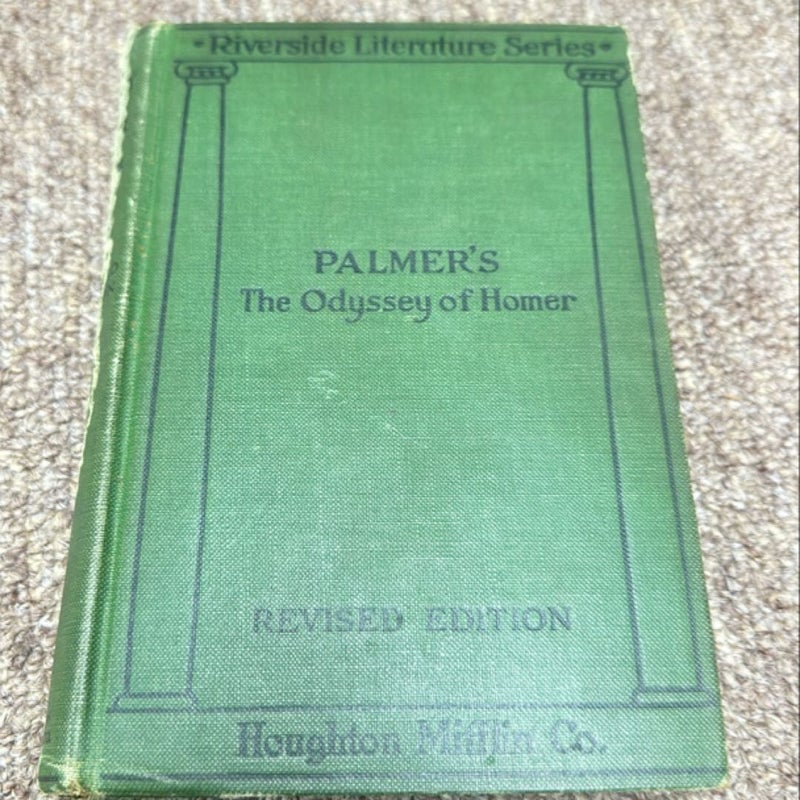 • Riverside Literature Series •
PALMER'S
The Odyssey of Homer
REVISED EDITION
Houghton Mifflin Co.